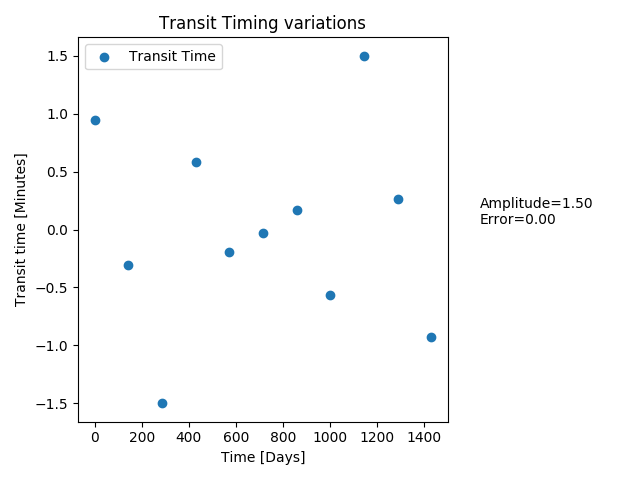 Transit Timing variations
Transit Time
1.5
1.0
0.5
0.0
−0.5
−1.0
−1.5
Transit time [Minutes]
0
200
400
600
800
1000
1200
1400
Time [Days]
Amplitude=1.50
Error=0.00